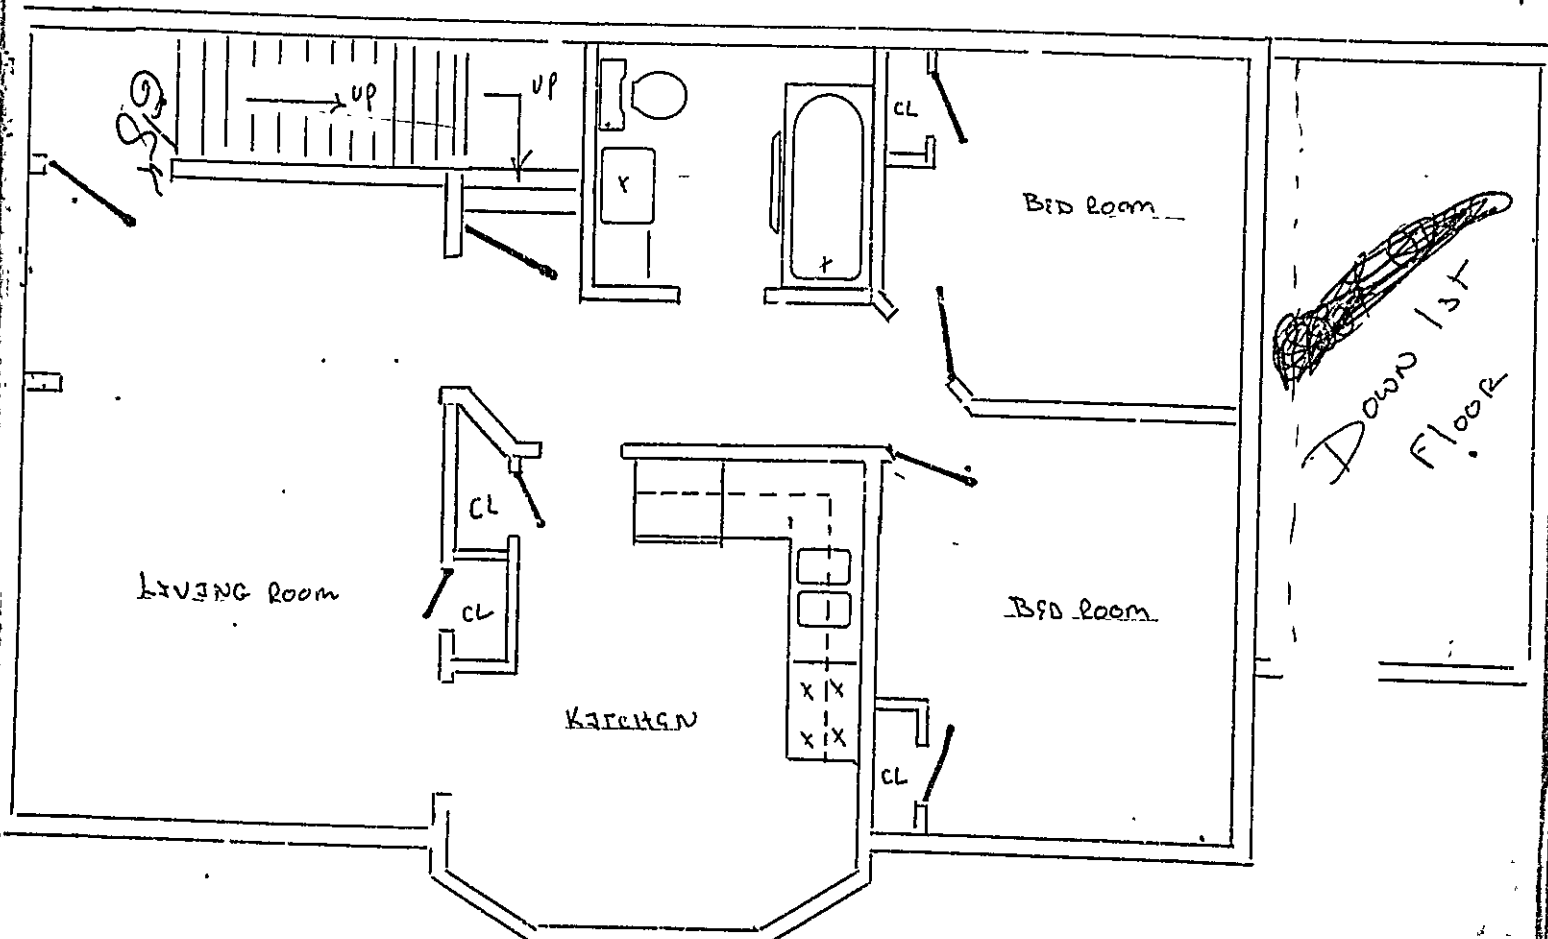 UP
UP
CL
BED ROOM
DOWN 1st
FlOOR
CL
LIVING ROOM
CL
BED ROOM
KITCHEN
CL